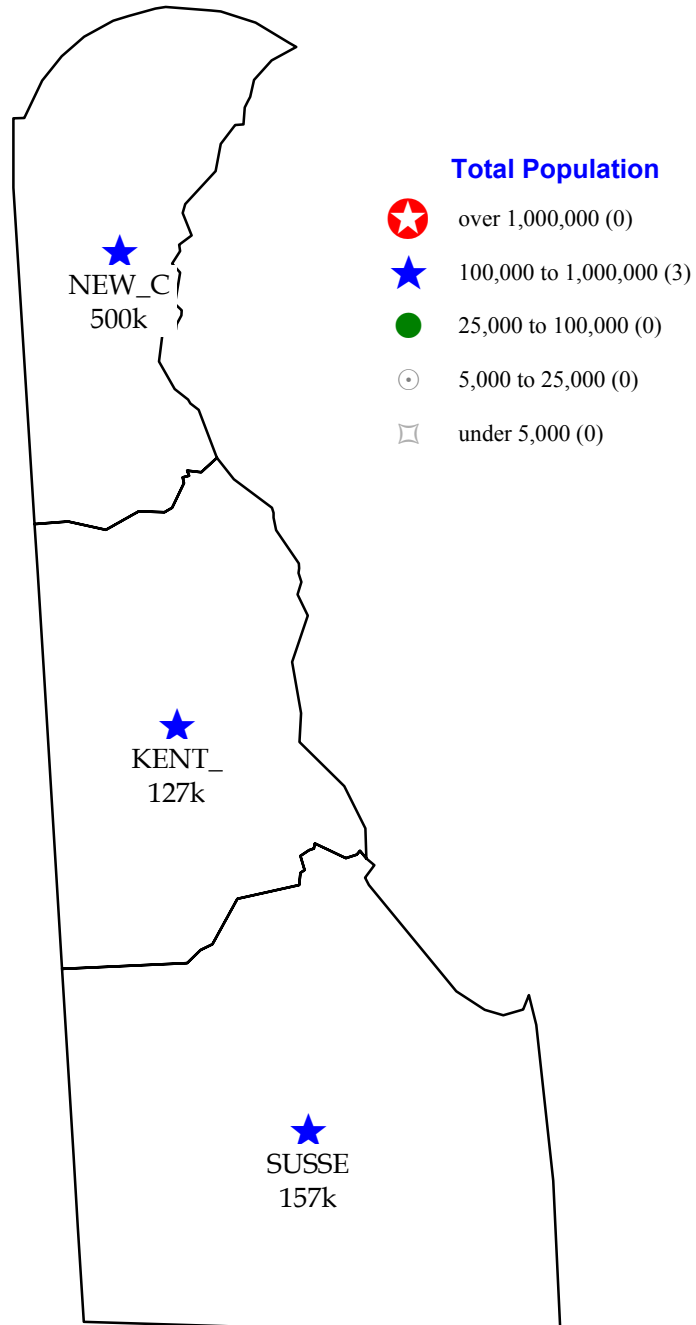 Total Population
over 1,000,000 (0)
100,000 to 1,000,000 (3)
25,000 to 100,000 (0)
5,000 to 25,000 (0)
under 5,000 (0)
NEW_C
500k
KENT_
127k
SUSSE
157k